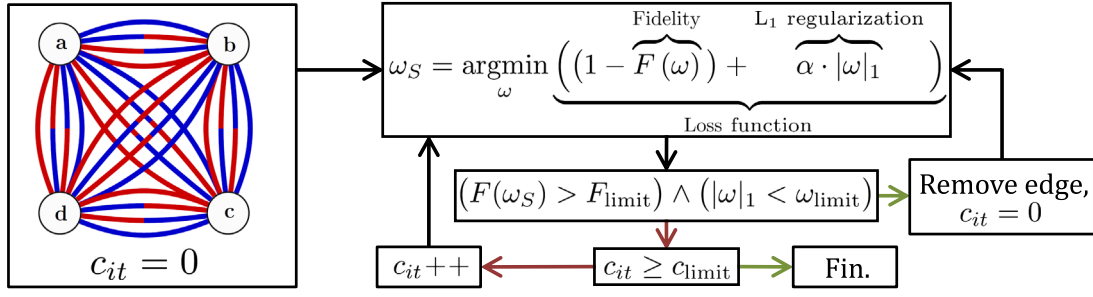 a
b
d
c
c_{it} = 0
Fidelity
L_1 regularization
ω_S = argmin_ω ((1 − F(ω)) + α · |ω|_1)
Loss function
(F(ω_S) > F_limit) ∧ (|ω|_1 < ω_limit)
Remove edge,
c_{it} = 0
c_{it}++
c_{it} ≥ c_limit
Fin.